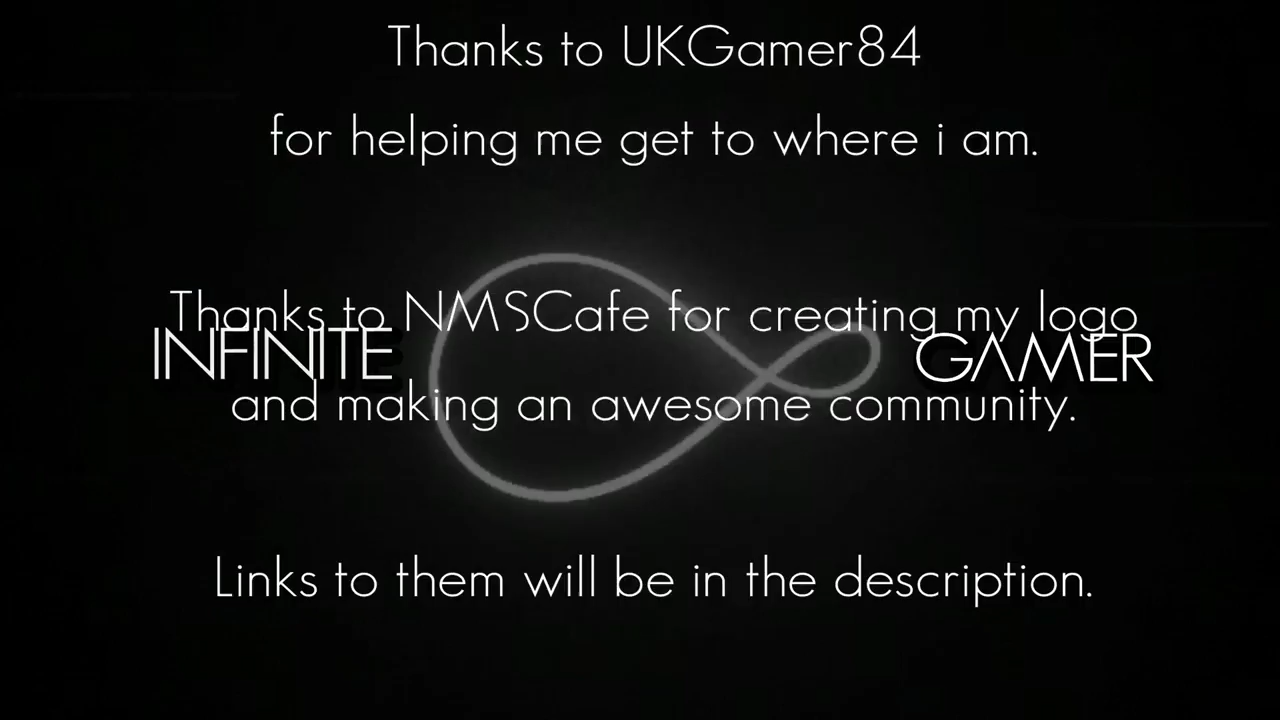 Thanks to UKGamer84
for helping me get to where i am.
Thanks to NMSCafe for creating my logo
INFINITE GAMER
and making an awesome community.
Links to them will be in the description.